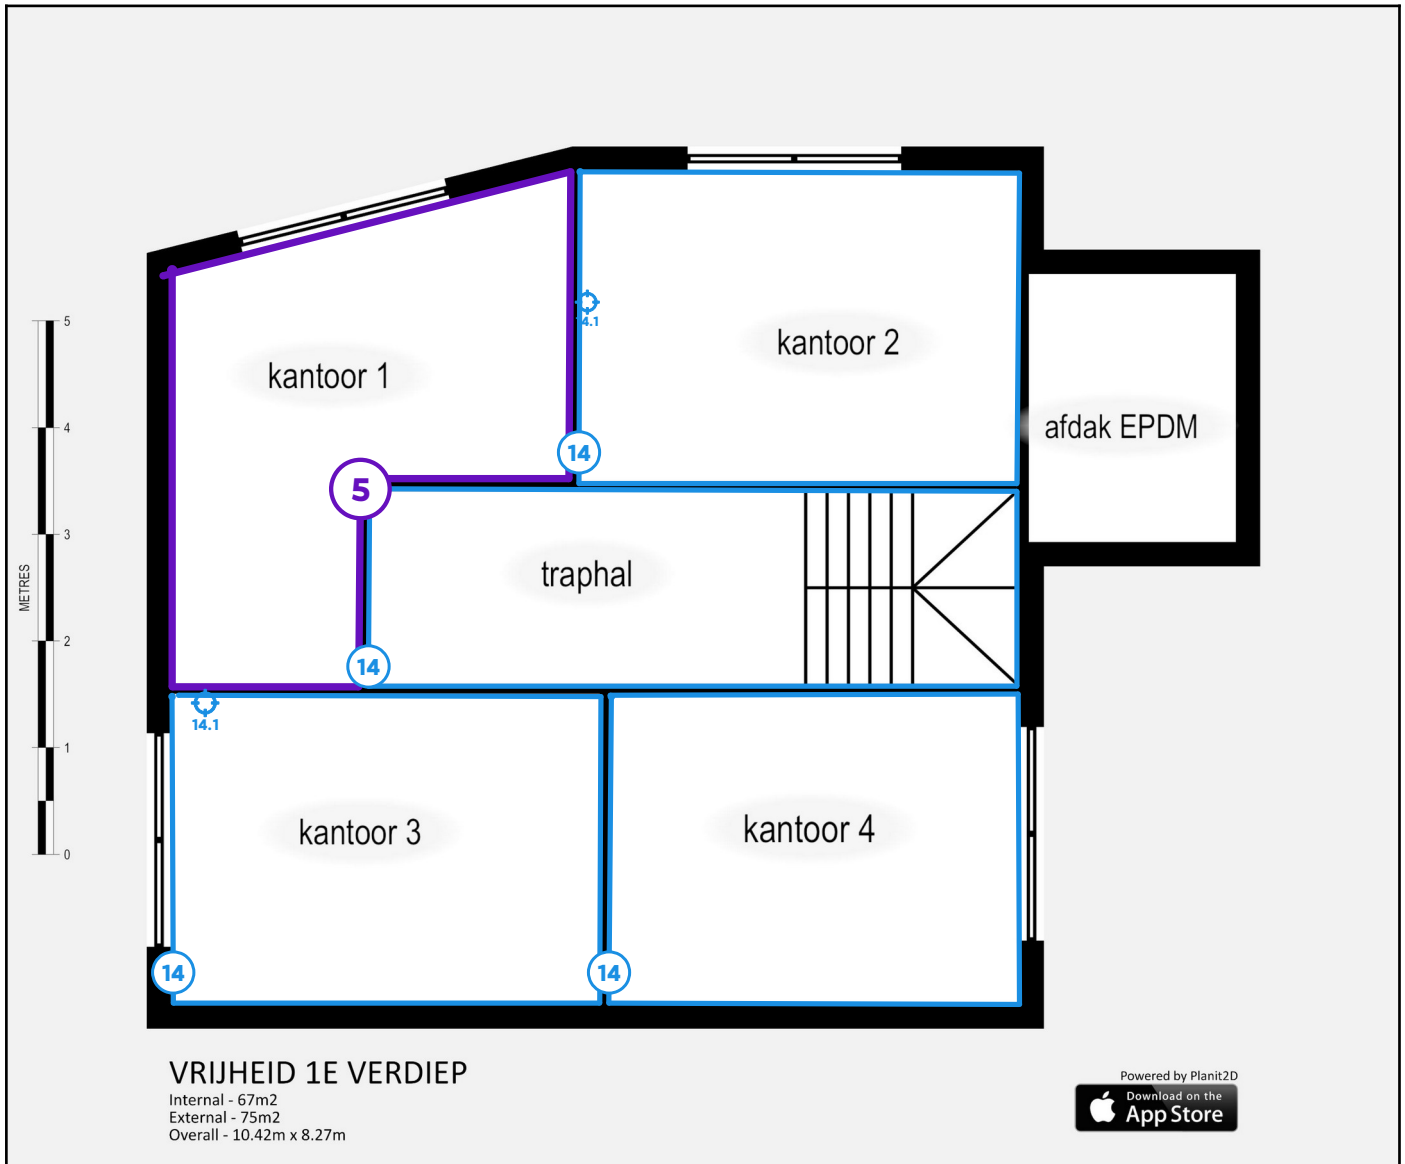 kantoor 1
kantoor 2
14.1
afdak EPDM
14
5
traphal
14
14.1
kantoor 3
kantoor 4
14
14
METRES
5
4
3
2
1
0
VRIJHEID 1E VERDIEP
Internal - 67m2
External - 75m2
Overall - 10.42m x 8.27m
Powered by Planit2D
Download on the
App Store